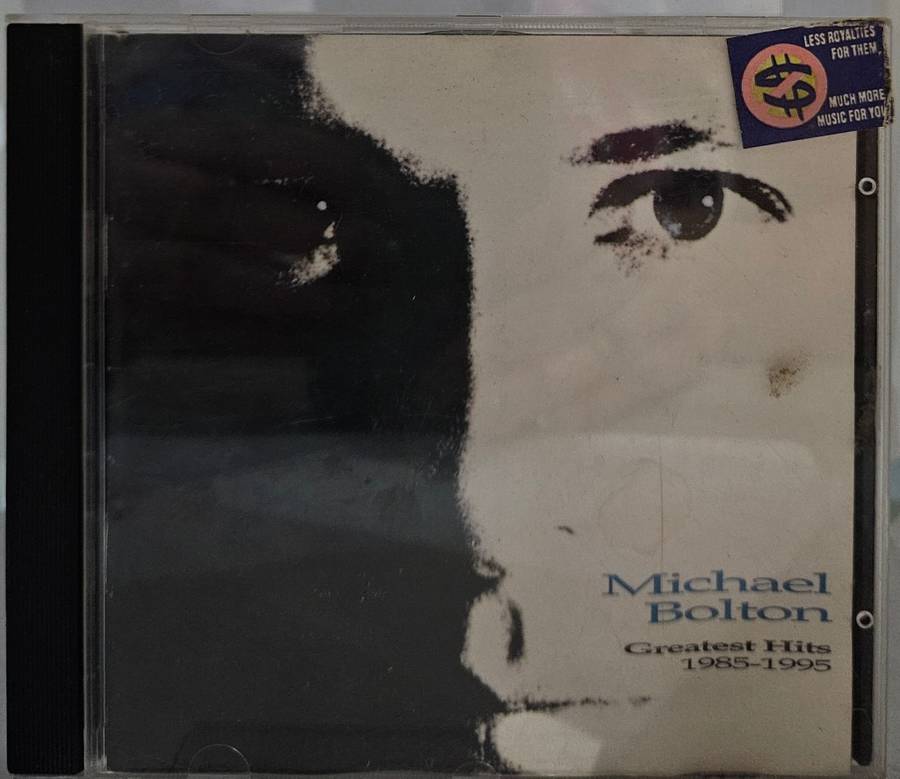 LESS ROYALTIES
FOR THEM,
MUCH MORE
MUSIC FOR YOU
Michael
Bolton
Greatest Hits
1985-1995